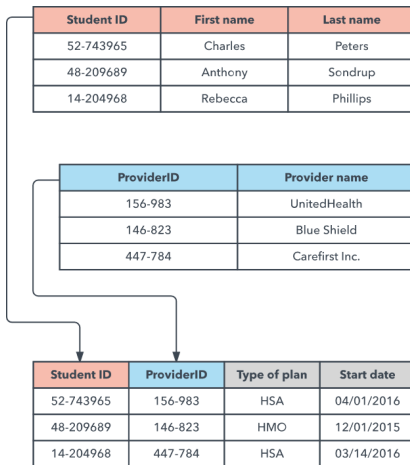 Student ID First name Last name
52-743965 Charles Peters
48-209689 Anthony Sondrup
14-204968 Rebecca Phillips
ProviderID Provider name
156-983 UnitedHealth
146-823 Blue Shield
447-784 Carefirst Inc.
Student ID ProviderID Type of plan Start date
52-743965 156-983 HSA 04/01/2016
48-209689 146-823 HMO 12/01/2015
14-204968 447-784 HSA 03/14/2016